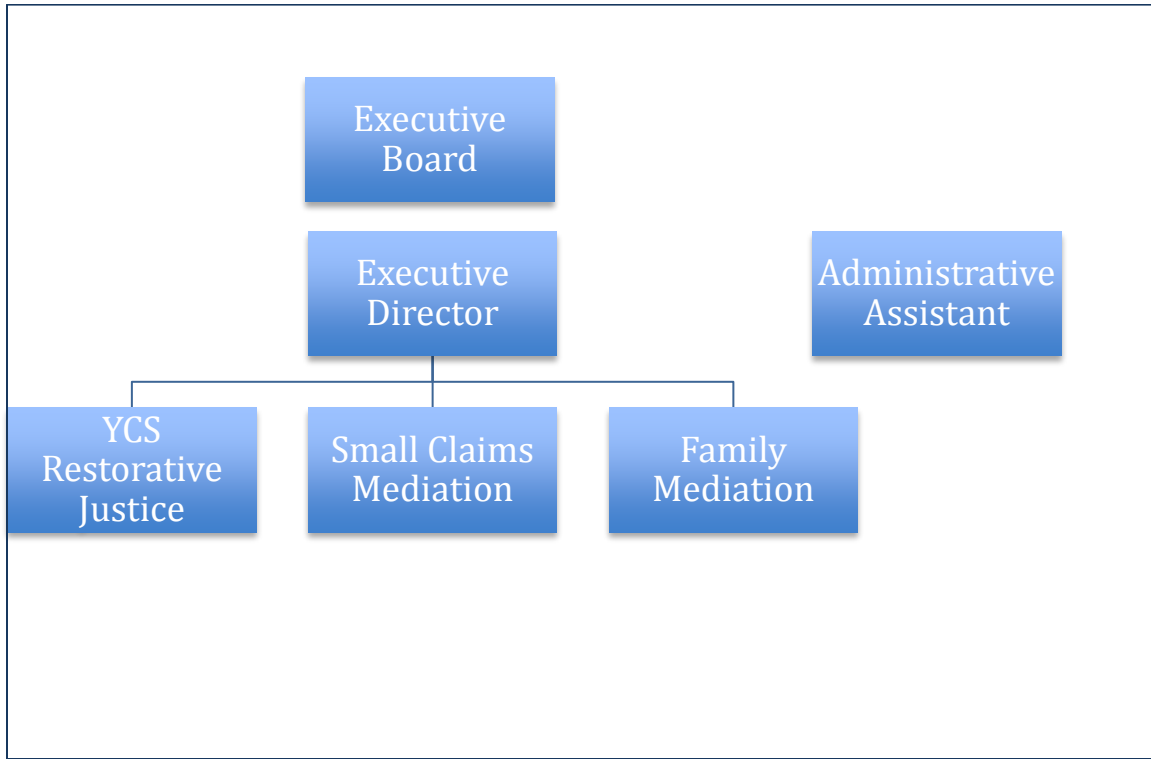 Executive
Board
Executive
Director
Administrative
Assistant
YCS
Restorative
Justice
Small Claims
Mediation
Family
Mediation